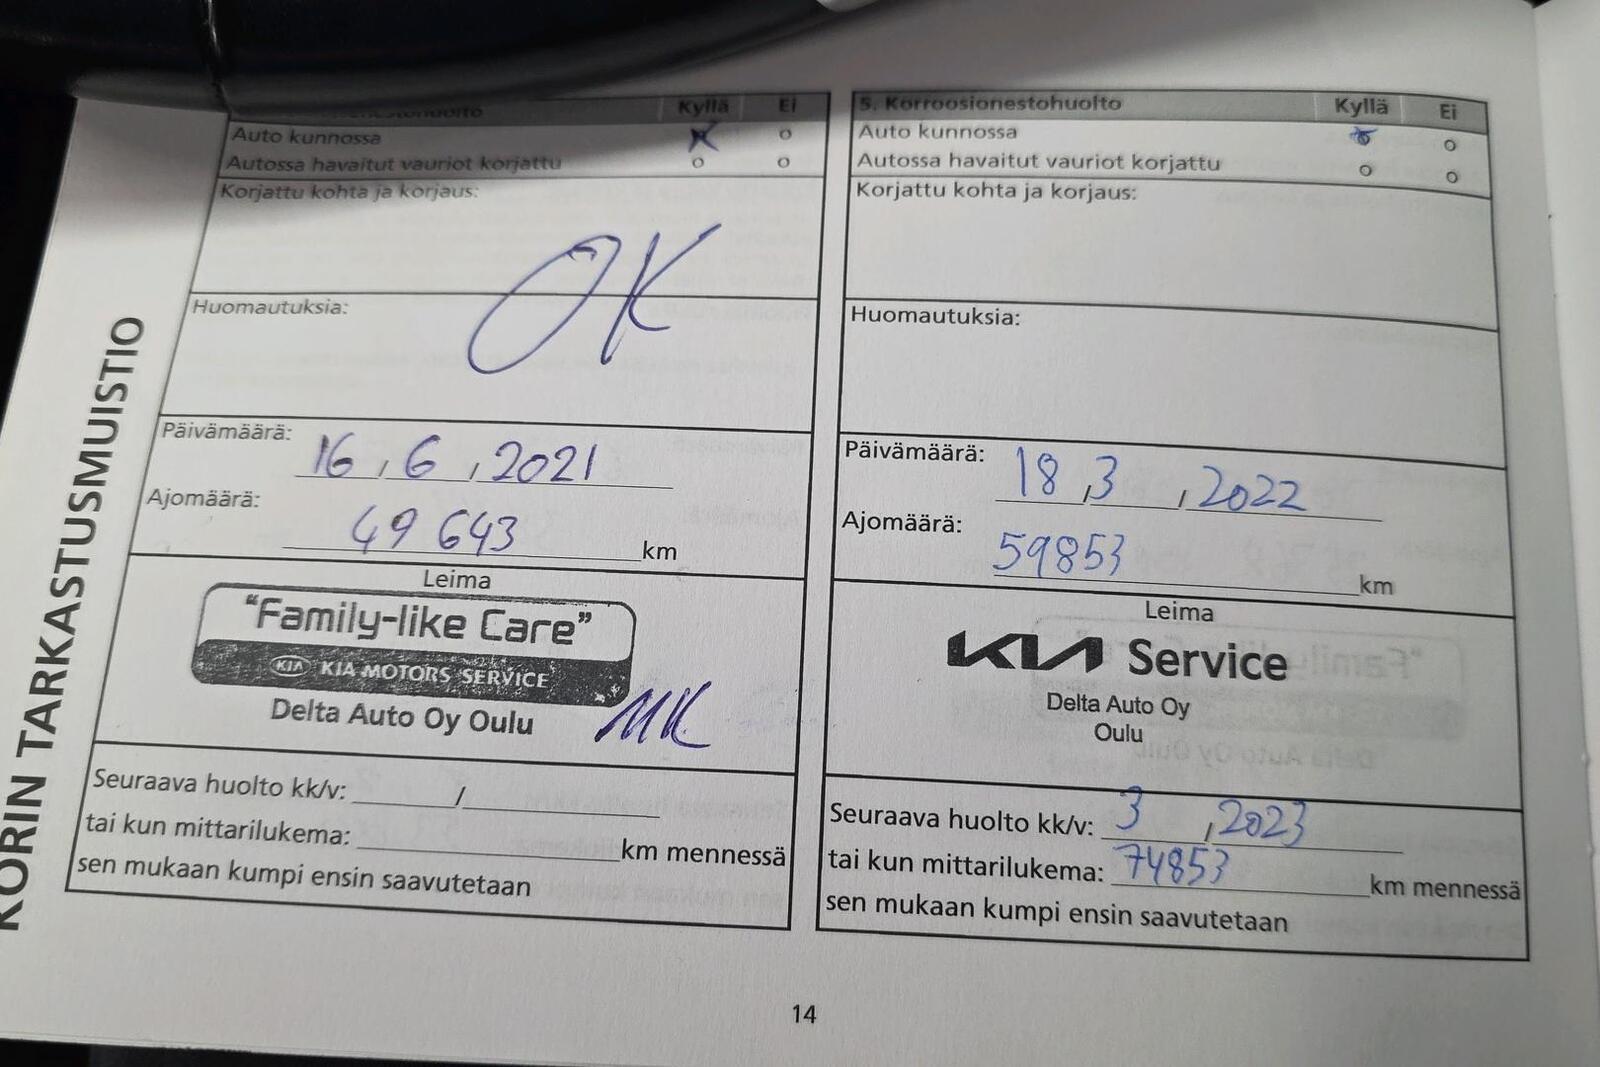 KORIN TARKASTUSMUISTIO
Kyllä Ei
Auto kunnossa
Autossa havaitut vauriot korjattu
Korjattu kohta ja korjaus:
OK
Huomautuksia:
Päivämäärä: 16 , 6 , 2021
Ajomäärä: 49 643 km
Leima
"Family-like Care"
KIA KIA MOTORS SERVICE
Delta Auto Oy Oulu MK
Seuraava huolto kk/v: /
tai kun mittarilukema: km mennessä
sen mukaan kumpi ensin saavutetaan
5. Korroosionestohuolto Kyllä Ei
Auto kunnossa
Autossa havaitut vauriot korjattu
Korjattu kohta ja korjaus:
Huomautuksia:
Päivämäärä: 18 , 3 , 2022
Ajomäärä: 59853 km
Leima
KIA Service
Delta Auto Oy
Oulu
Seuraava huolto kk/v: 3 , 2023
tai kun mittarilukema: 74853 km mennessä
sen mukaan kumpi ensin saavutetaan
14